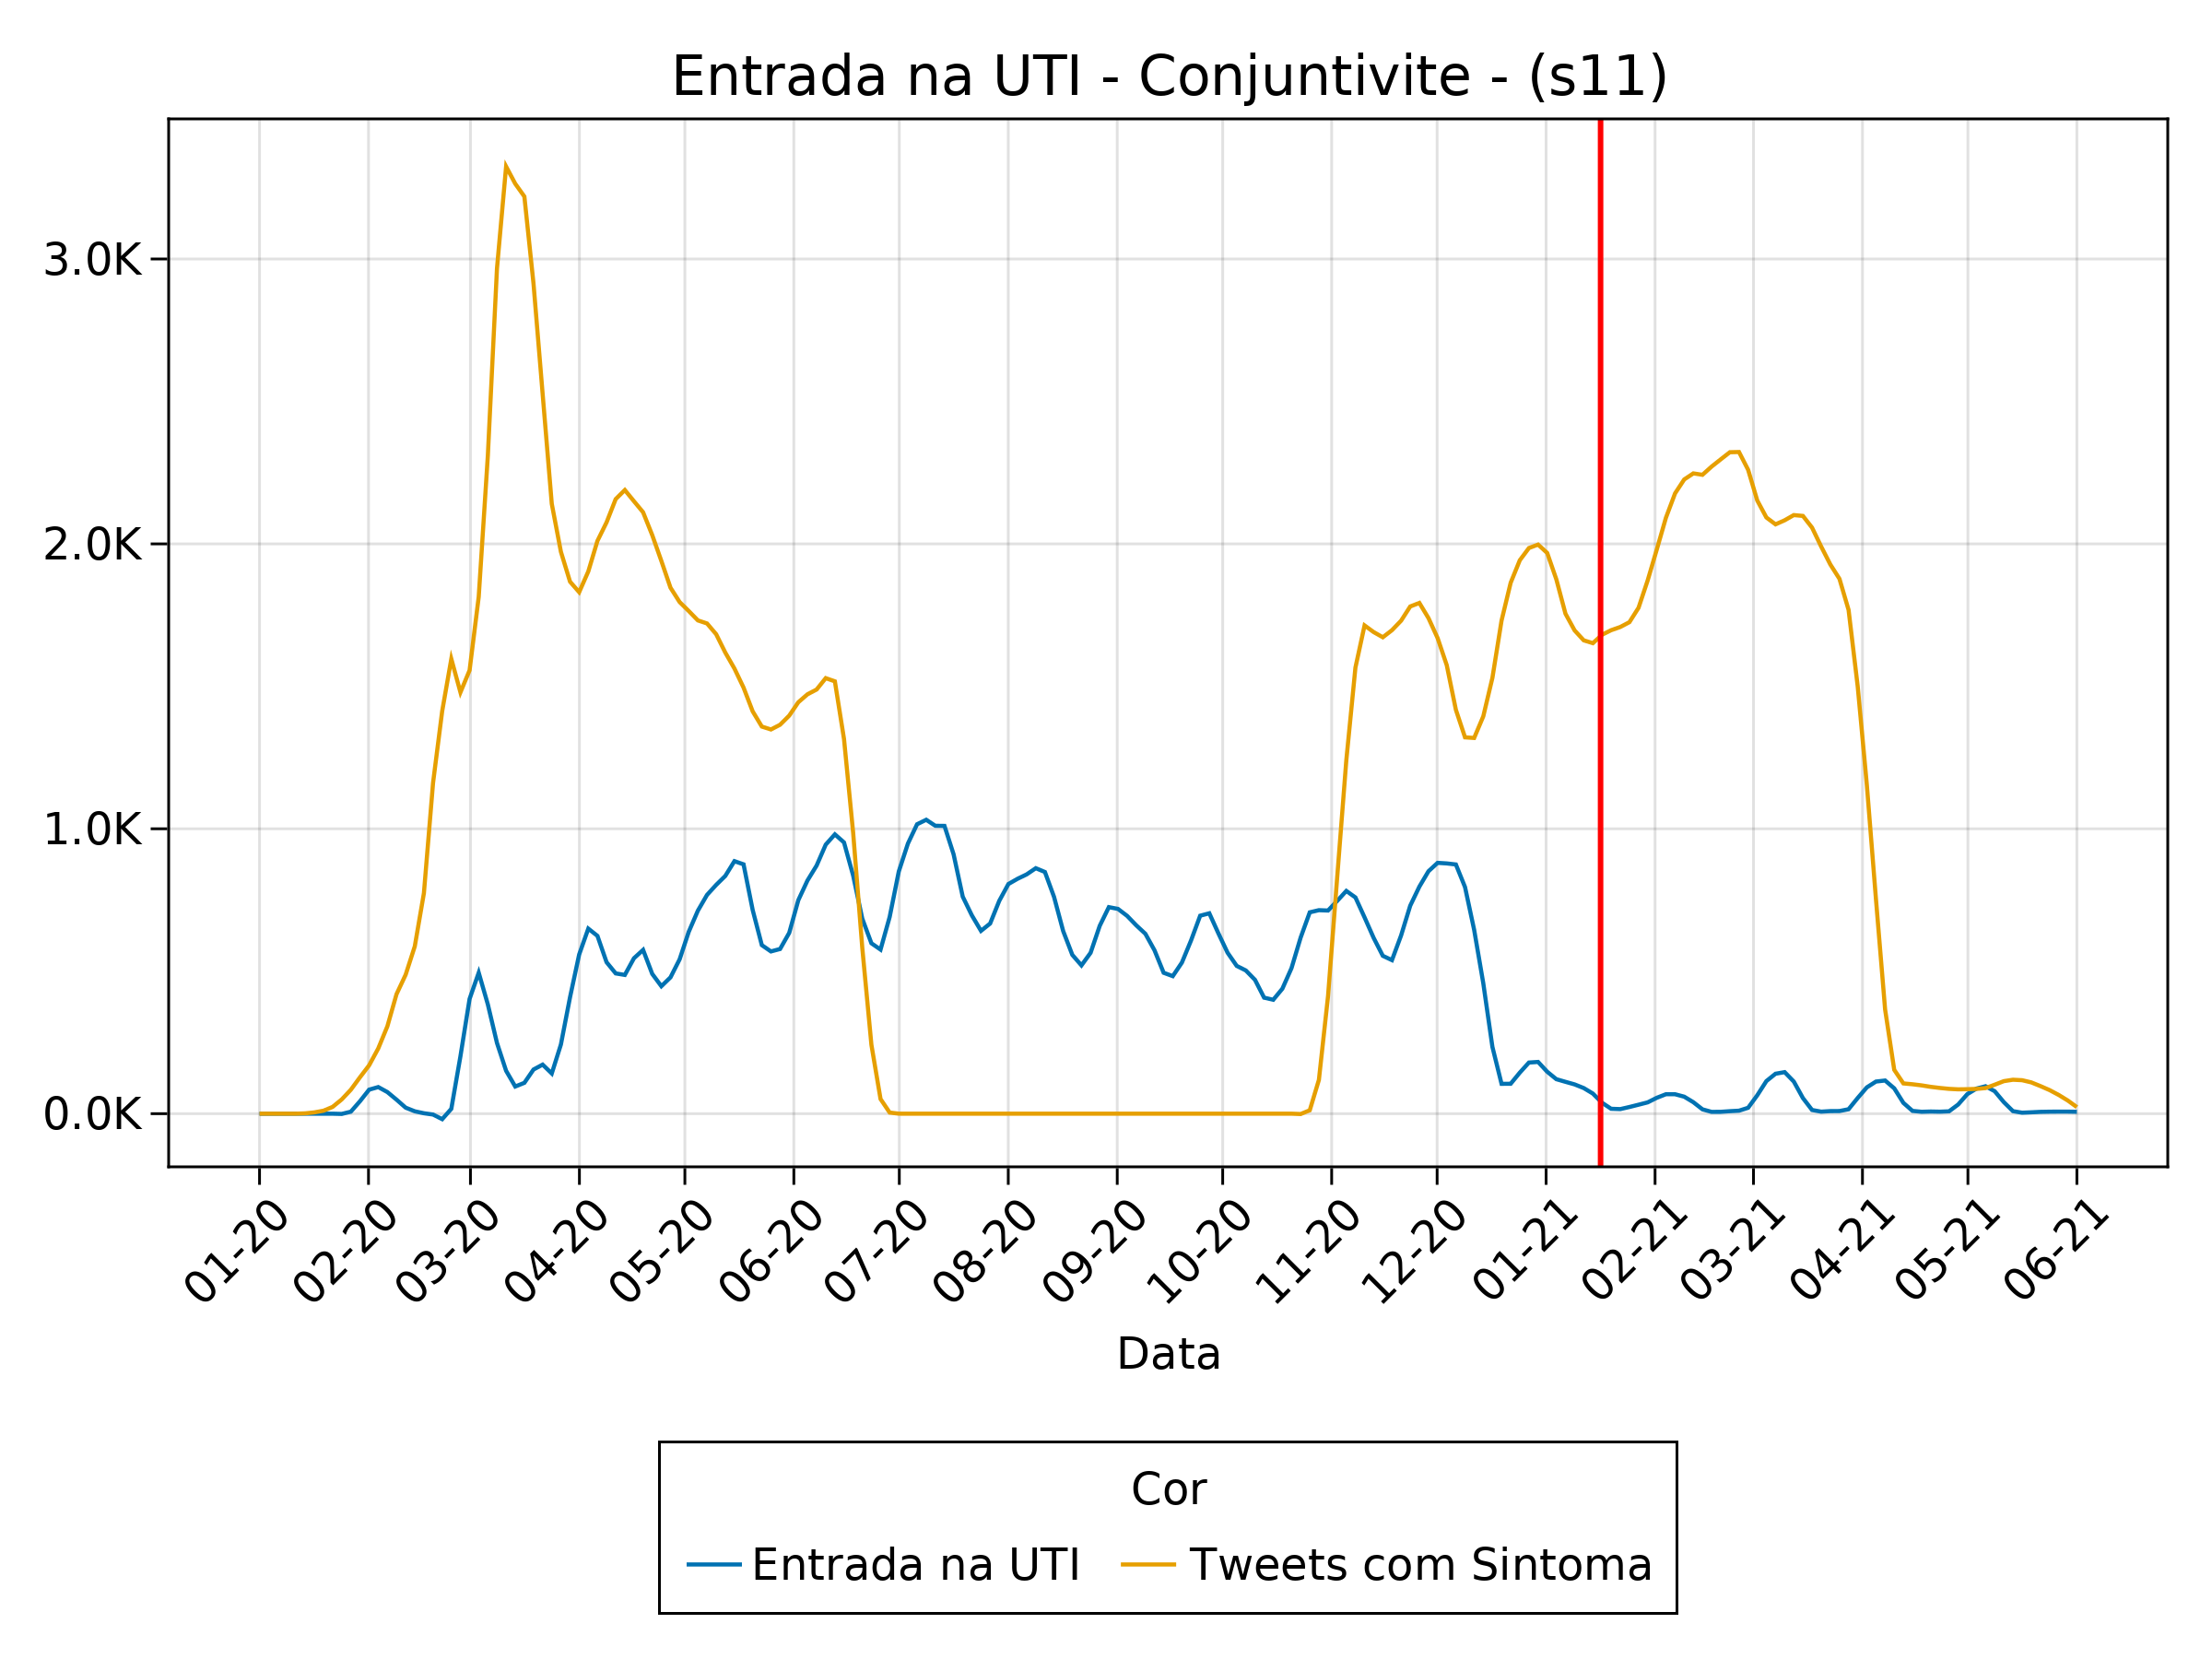 Entrada na UTI - Conjuntivite - (s11)
3.0K
2.0K
1.0K
0.0K
01-20 02-20 03-20 04-20 05-20 06-20 07-20 08-20 09-20 10-20 11-20 12-20 01-21 02-21 03-21 04-21 05-21 06-21
Data
Cor
Entrada na UTI Tweets com Sintoma